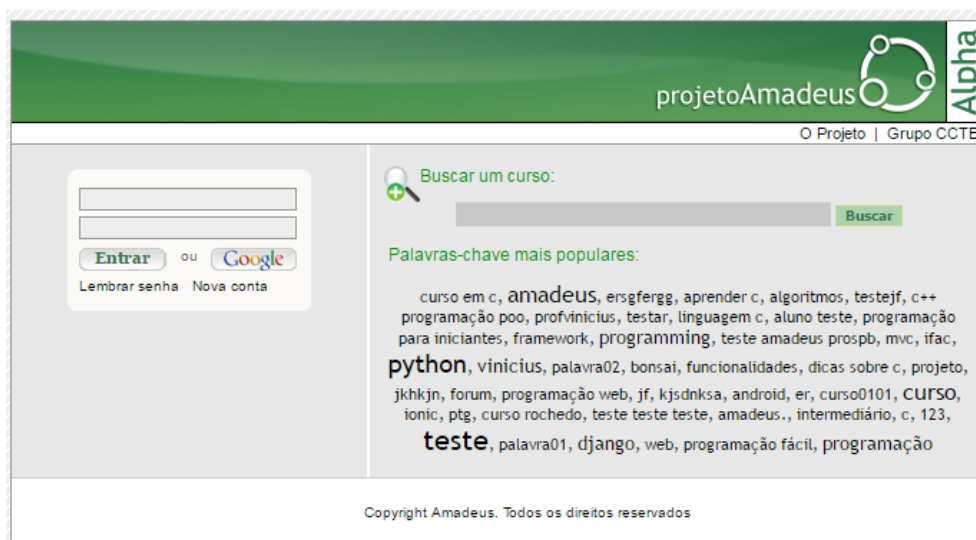 projetoAmadeus
Alpha
O Projeto | Grupo CCTE
Entrar ou Google
Lembrar senha Nova conta
Buscar um curso:
Buscar
Palavras-chave mais populares:
curso em c, amadeus, ersgfergg, aprender c, algoritmos, testejf, c++
programação poo, profvinicius, testar, linguagem c, aluno teste, programação
para iniciantes, framework, programming, teste amadeus prospb, mvc, ifac,
python, vinicius, palavra02, bonsai, funcionalidades, dicas sobre c, projeto,
jkhkjn, forum, programação web, jf, kjsdnksa, android, er, curso0101, curso,
ionic, ptg, curso rochedo, teste teste teste, amadeus., intermediário, c, 123,
teste, palavra01, django, web, programação fácil, programação
Copyright Amadeus. Todos os direitos reservados